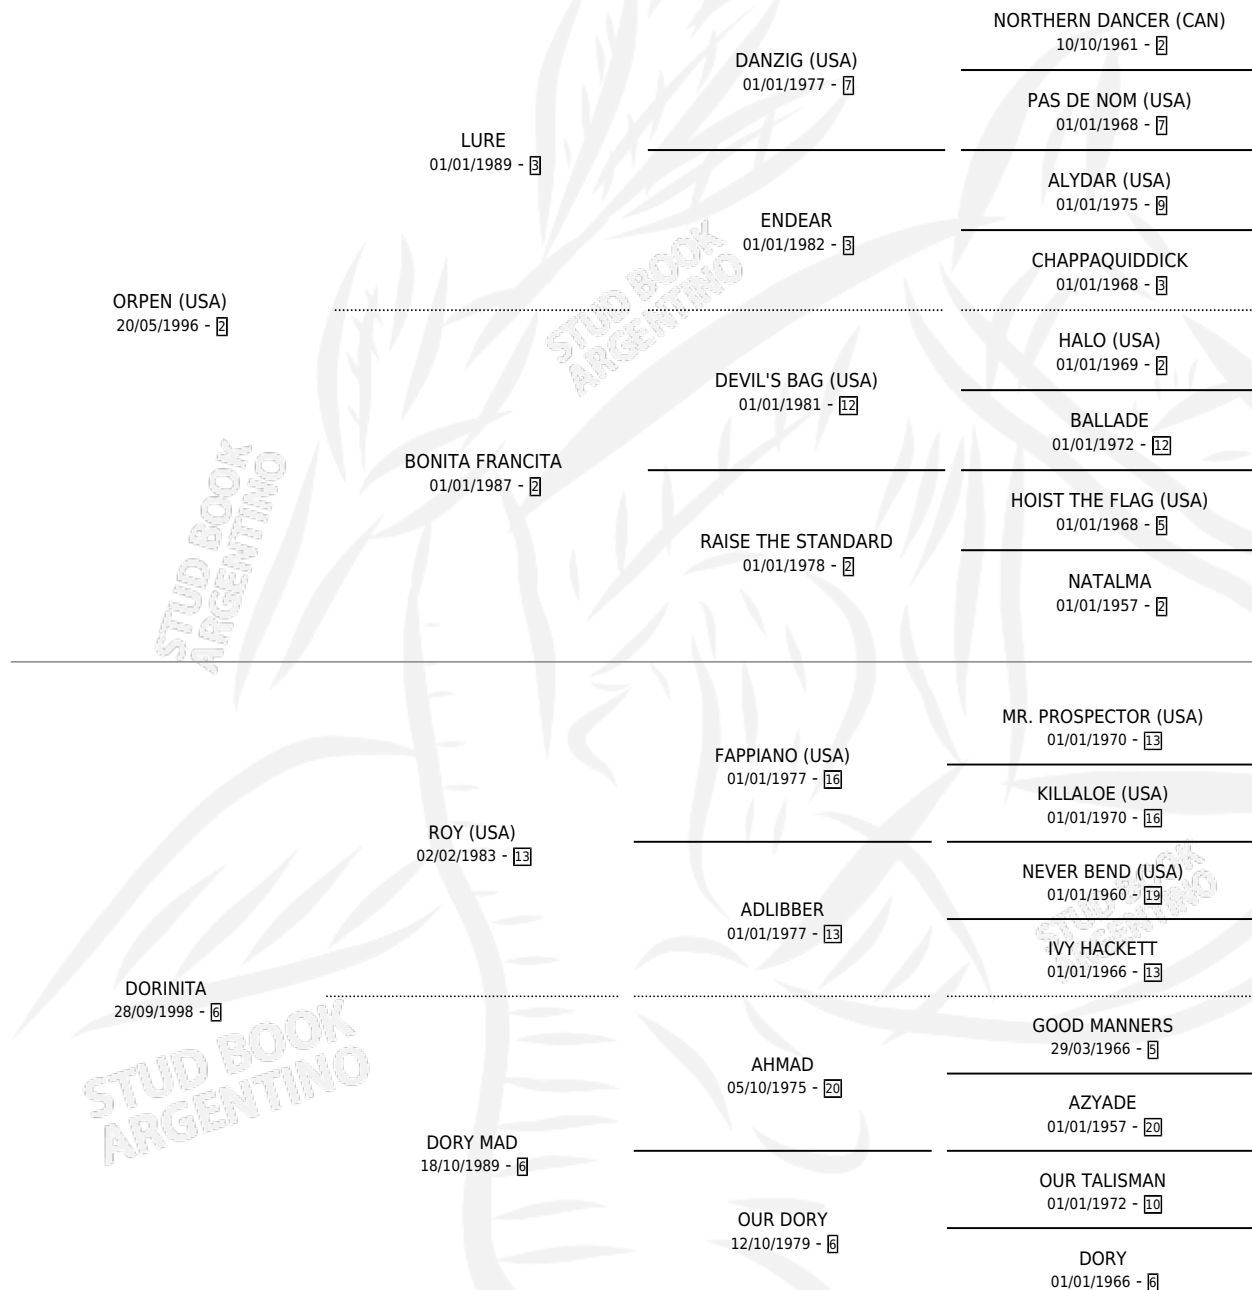 NORTHERN DANCER (CAN)
10/10/1961 - 2
DANZIG (USA)
01/01/1977 - 7
PAS DE NOM (USA)
01/01/1968 - 7
LURE
01/01/1989 - 3
ALYDAR (USA)
01/01/1975 - 9
ENDEAR
01/01/1982 - 3
CHAPPAQUIDDICK
01/01/1968 - 3
ORPEN (USA)
20/05/1996 - 2
HALO (USA)
01/01/1969 - 2
DEVIL'S BAG (USA)
01/01/1981 - 12
BALLADE
01/01/1972 - 12
BONITA FRANCITA
01/01/1987 - 2
HOIST THE FLAG (USA)
01/01/1968 - 5
RAISE THE STANDARD
01/01/1978 - 2
NATALMA
01/01/1957 - 2
MR. PROSPECTOR (USA)
01/01/1970 - 13
FAPPIANO (USA)
01/01/1977 - 16
KILLALOE (USA)
01/01/1970 - 16
ROY (USA)
02/02/1983 - 13
NEVER BEND (USA)
01/01/1960 - 19
ADLIBBER
01/01/1977 - 13
IVY HACKETT
01/01/1966 - 13
DORINITA
28/09/1998 - 6
GOOD MANNERS
29/03/1966 - 5
AHMAD
05/10/1975 - 20
AZYADE
01/01/1957 - 20
DORY MAD
18/10/1989 - 6
OUR TALISMAN
01/01/1972 - 10
OUR DORY
12/10/1979 - 6
DORY
01/01/1966 - 6
STUD BOOK
ARGENTINO
STUD BOOK
ARGENTINO
STUD BOOK
ARGENTINO
STUD BOOK
ARGENTINO